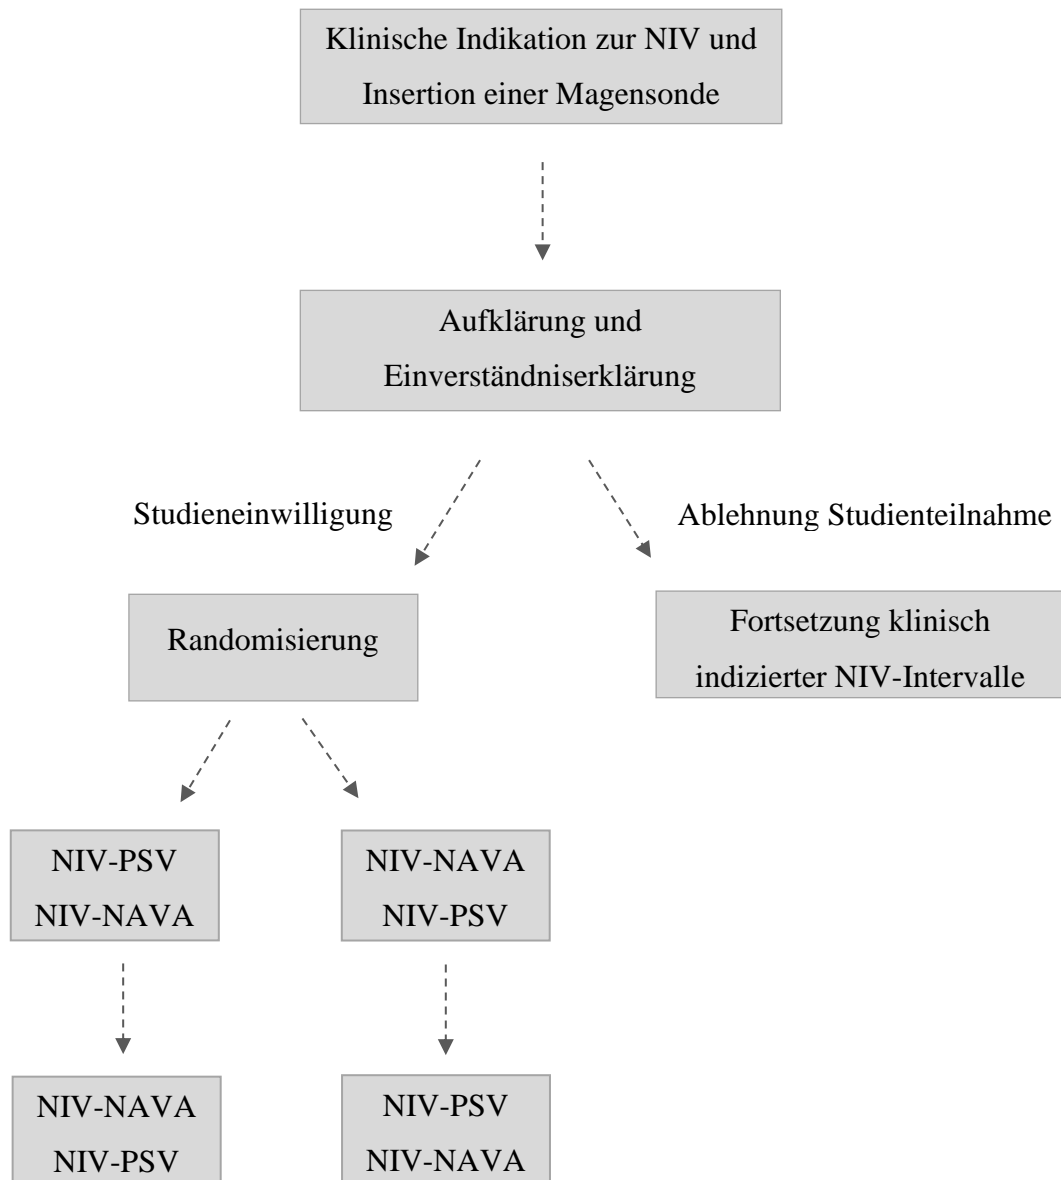 Klinische Indikation zur NIV und
Insertion einer Magensonde
Aufklärung und
Einverständniserklärung
Studieneinwilligung
Ablehnung Studienteilnahme
Randomisierung
Fortsetzung klinisch
indizierter NIV-Intervalle
NIV-PSV
NIV-NAVA
NIV-NAVA
NIV-PSV
NIV-NAVA
NIV-PSV
NIV-PSV
NIV-NAVA